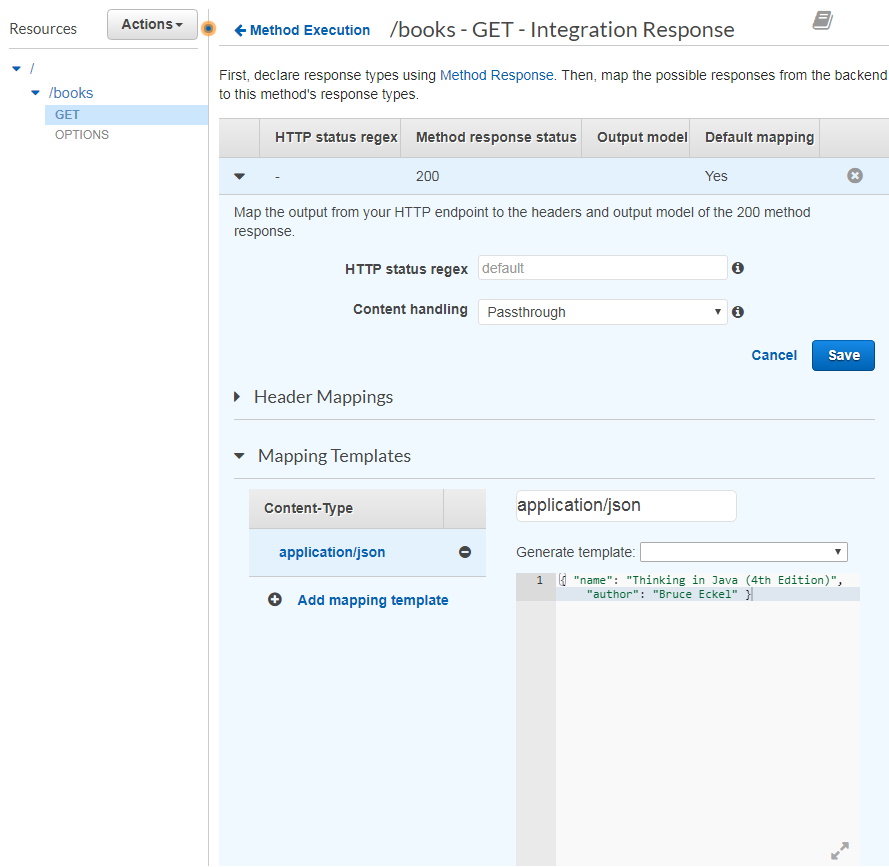 Resources
Actions
Method Execution
/books - GET - Integration Response
/
/books
GET
OPTIONS
First, declare response types using Method Response. Then, map the possible responses from the backend
to this method's response types.
HTTP status regex Method response status Output model Default mapping
- 200 Yes
Map the output from your HTTP endpoint to the headers and output model of the 200 method
response.
HTTP status regex default
Content handling Passthrough
Cancel Save
Header Mappings
Mapping Templates
Content-Type
application/json
Add mapping template
application/json
Generate template:
1 { "name": "Thinking in Java (4th Edition)",
"author": "Bruce Eckel" }